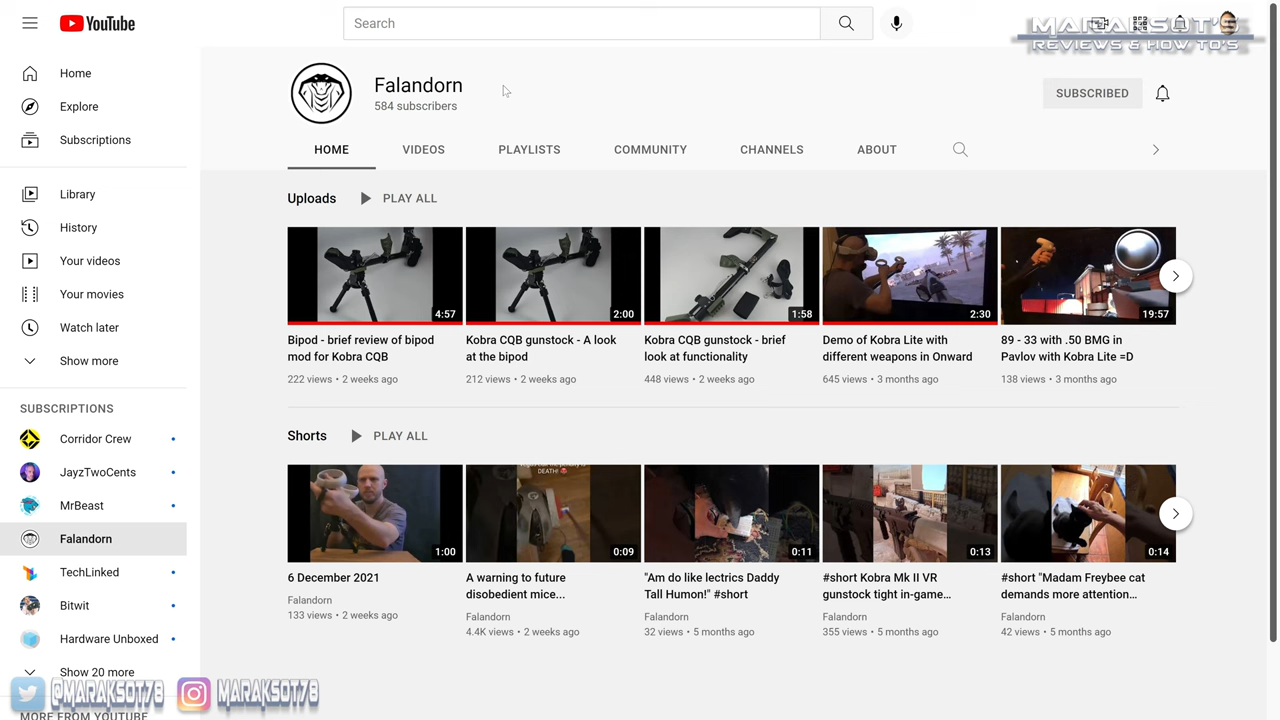 YouTube
Search
MARAKSOT'S
REVIEWS & HOW TO'S
Home
Explore
Subscriptions
Library
History
Your videos
Your movies
Watch later
Show more
SUBSCRIPTIONS
Corridor Crew
JayzTwoCents
MrBeast
Falandorn
TechLinked
Bitwit
Hardware Unboxed
Show 20 more
MORE FROM YOUTUBE
@MARAKSOT78
MARAKSOT78
Falandorn
584 subscribers
SUBSCRIBED
HOME
VIDEOS
PLAYLISTS
COMMUNITY
CHANNELS
ABOUT
Uploads
PLAY ALL
4:57
Bipod - brief review of bipod
mod for Kobra CQB
222 views • 2 weeks ago
2:00
Kobra CQB gunstock - A look
at the bipod
212 views • 2 weeks ago
1:58
Kobra CQB gunstock - brief
look at functionality
448 views • 2 weeks ago
2:30
Demo of Kobra Lite with
different weapons in Onward
645 views • 3 months ago
19:57
89 - 33 with .50 BMG in
Pavlov with Kobra Lite =D
138 views • 3 months ago
Shorts
PLAY ALL
1:00
6 December 2021
Falandorn
133 views • 2 weeks ago
DEATH!
0:09
A warning to future
disobedient mice...
Falandorn
4.4K views • 2 weeks ago
0:11
"Am do like lectrics Daddy
Tall Humon!" #short
Falandorn
32 views • 5 months ago
0:13
#short Kobra Mk II VR
gunstock tight in-game…
Falandorn
355 views • 5 months ago
0:14
#short "Madam Freybee cat
demands more attention…
Falandorn
42 views • 5 months ago